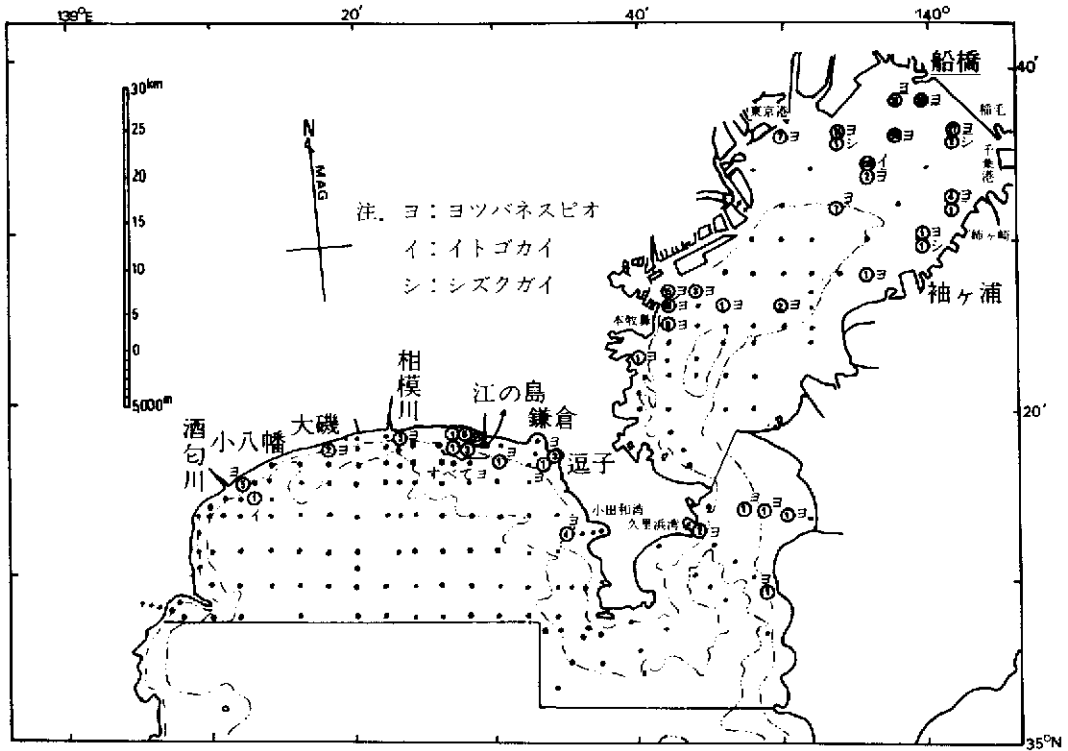 139°E
20′
40′
140°
船橋
40′
30km
25
20
15
10
5
0
5000m
N
MAG
東京港
稲毛
千葉港
注. ヨ：ヨツバネスピオ
イ：イトゴカイ
シ：シズクガイ
姉ヶ崎
袖ヶ浦
相模川
江の島
鎌倉
大磯
小八幡
酒匂川
すべてヨ
逗子
小田和湾
久里浜湾
20′
35°N